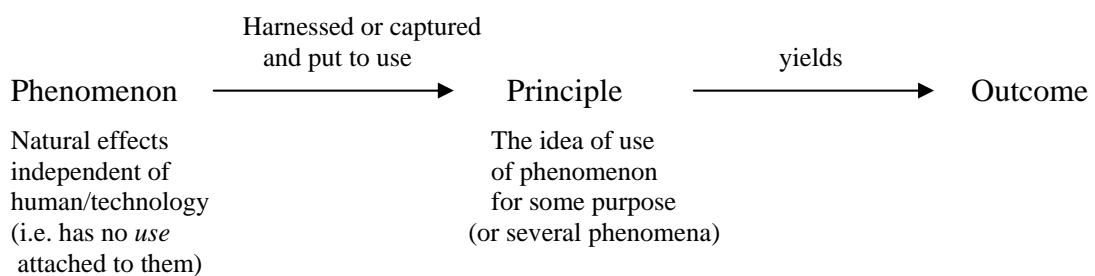 Harnessed or captured
and put to use
yields
Phenomenon
Principle
Outcome
Natural effects
independent of
human/technology
(i.e. has no use
attached to them)
The idea of use
of phenomenon
for some purpose
(or several phenomena)